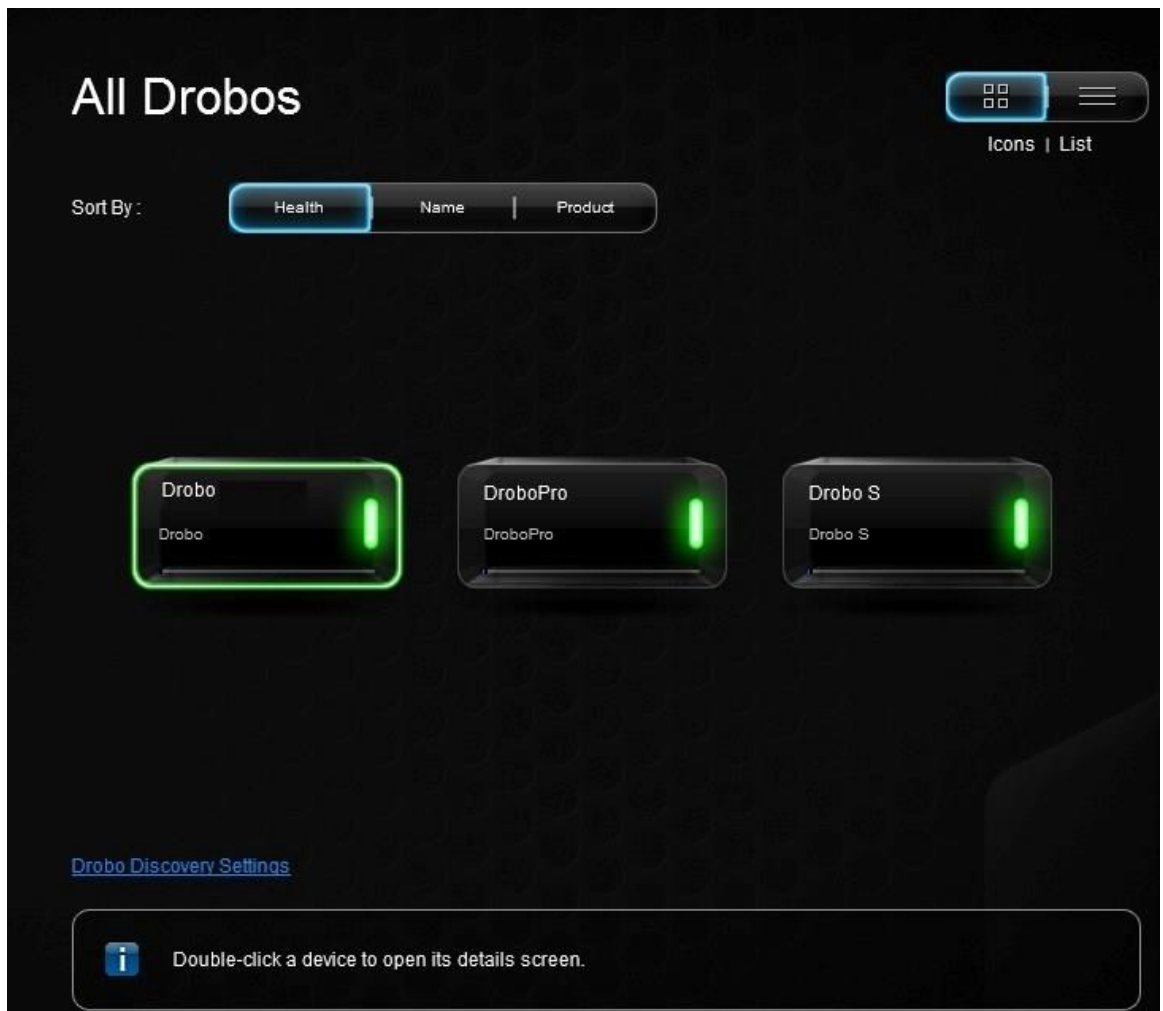 All Drobos
Icons | List
Sort By :
Health | Name | Product
Drobo
Drobo
DroboPro
DroboPro
Drobo S
Drobo S
Drobo Discovery Settings
i
Double-click a device to open its details screen.